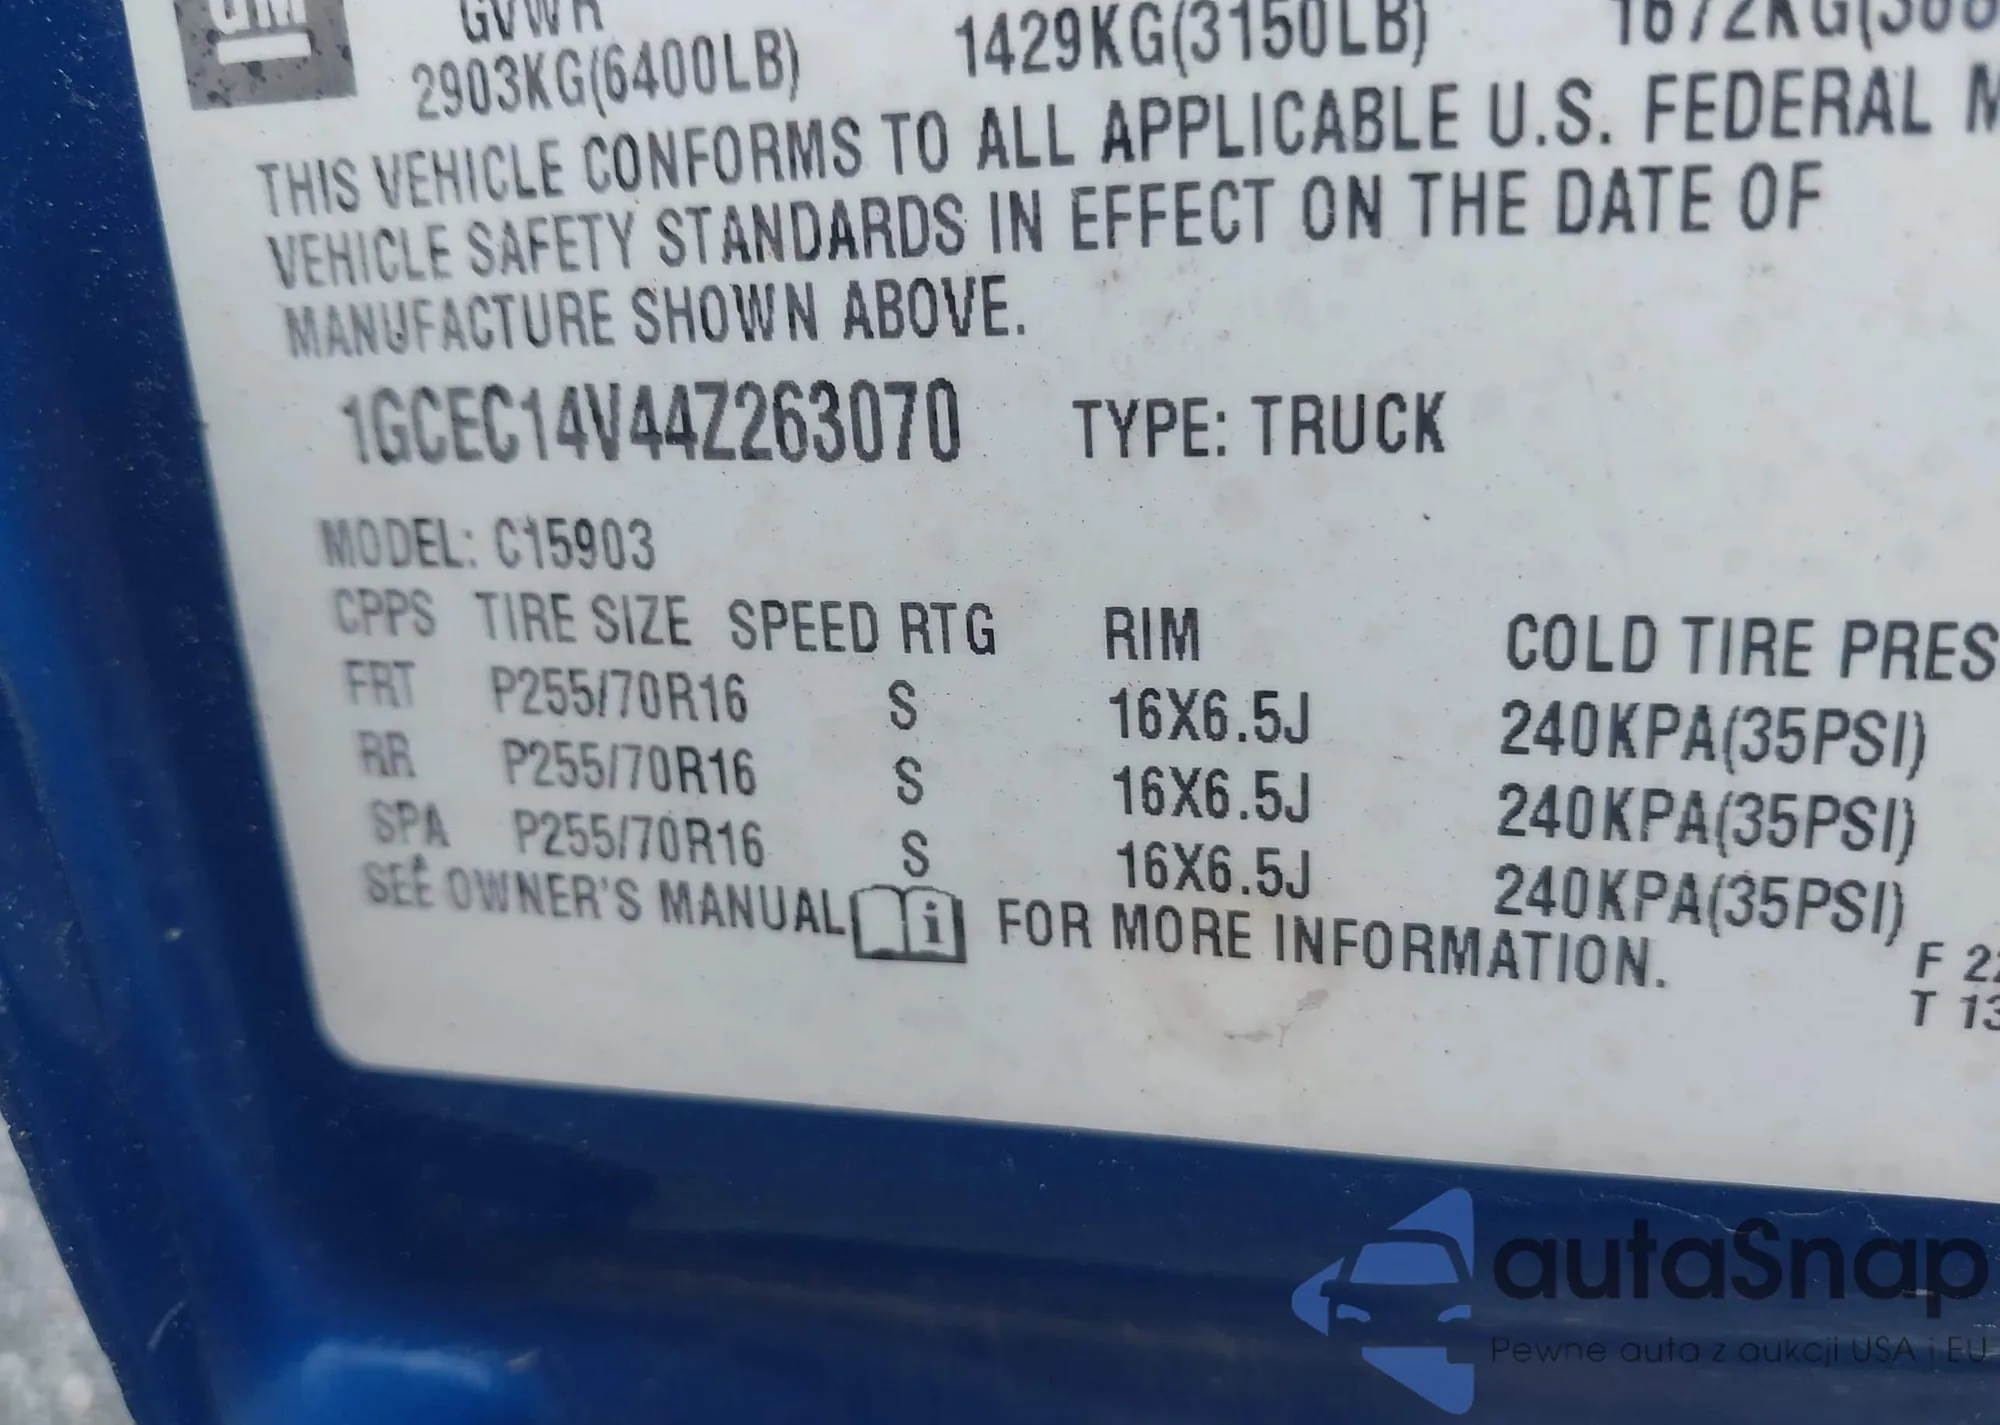 GM GVWR
2903KG(6400LB) 1429KG(3150LB)
THIS VEHICLE CONFORMS TO ALL APPLICABLE U.S. FEDERAL M
VEHICLE SAFETY STANDARDS IN EFFECT ON THE DATE OF
MANUFACTURE SHOWN ABOVE.
1GCEC14V44Z263070 TYPE: TRUCK
MODEL: C15903
CPPS TIRE SIZE SPEED RTG RIM COLD TIRE PRES
FRT P255/70R16 S 16X6.5J 240KPA(35PSI)
RR P255/70R16 S 16X6.5J 240KPA(35PSI)
SPA P255/70R16 S 16X6.5J 240KPA(35PSI)
SEE OWNER'S MANUAL i FOR MORE INFORMATION.
F 22
T 13
autaSnap
Pewne auta z aukcji USA i EU